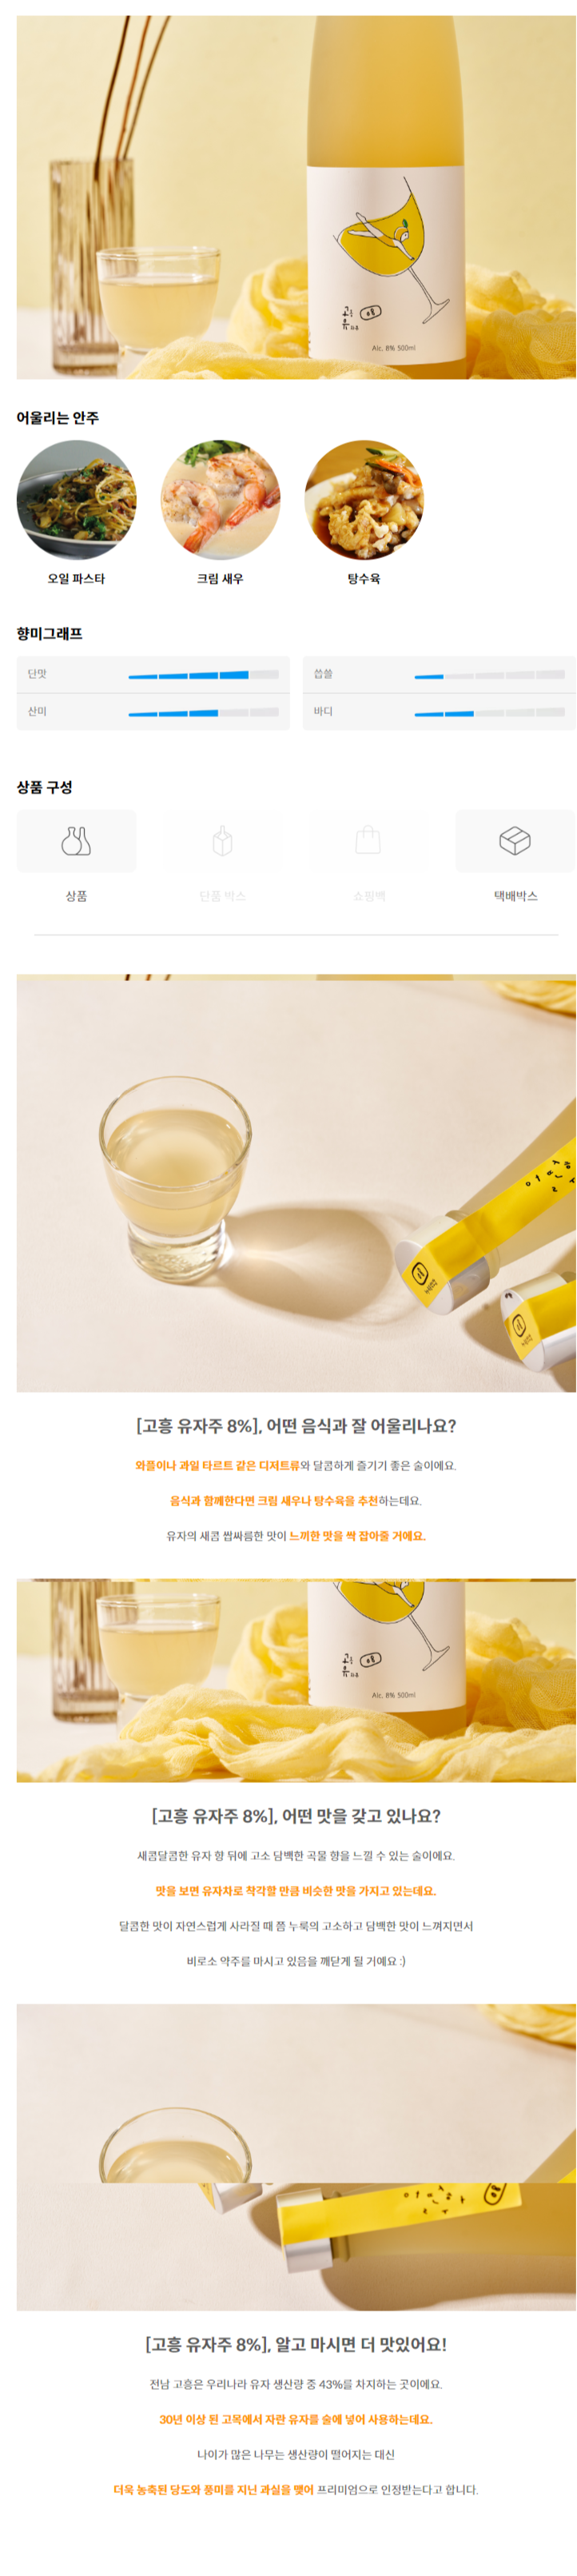 고흥
유자주
8
Alc. 8% 500ml
어울리는 안주
오일 파스타
크림 새우
탕수육
향미그래프
단맛
씁쓸
산미
바디
상품 구성
상품
단품 박스
쇼핑백
택배박스
[고흥 유자주 8%], 어떤 음식과 잘 어울리나요?
와플이나 과일 타르트 같은 디저트류와 달콤하게 즐기기 좋은 술이에요.
음식과 함께한다면 크림 새우나 탕수육을 추천하는데요.
유자의 새콤 쌉싸름한 맛이 느끼한 맛을 싹 잡아줄 거에요.
Alc. 8% 500ml
[고흥 유자주 8%], 어떤 맛을 갖고 있나요?
새콤달콤한 유자 향 뒤에 고소 담백한 곡물 향을 느낄 수 있는 술이에요.
맛을 보면 유자차로 착각할 만큼 비슷한 맛을 가지고 있는데요.
달콤한 맛이 자연스럽게 사라질 때 쯤 누룩의 고소하고 담백한 맛이 느껴지면서
비로소 약주를 마시고 있음을 깨닫게 될 거예요 :)
[고흥 유자주 8%], 알고 마시면 더 맛있어요!
전남 고흥은 우리나라 유자 생산량 중 43%를 차지하는 곳이에요.
30년 이상 된 고목에서 자란 유자를 술에 넣어 사용하는데요.
나이가 많은 나무는 생산량이 떨어지는 대신
더욱 농축된 당도와 풍미를 지닌 과실을 맺어 프리미엄으로 인정받는다고 합니다.